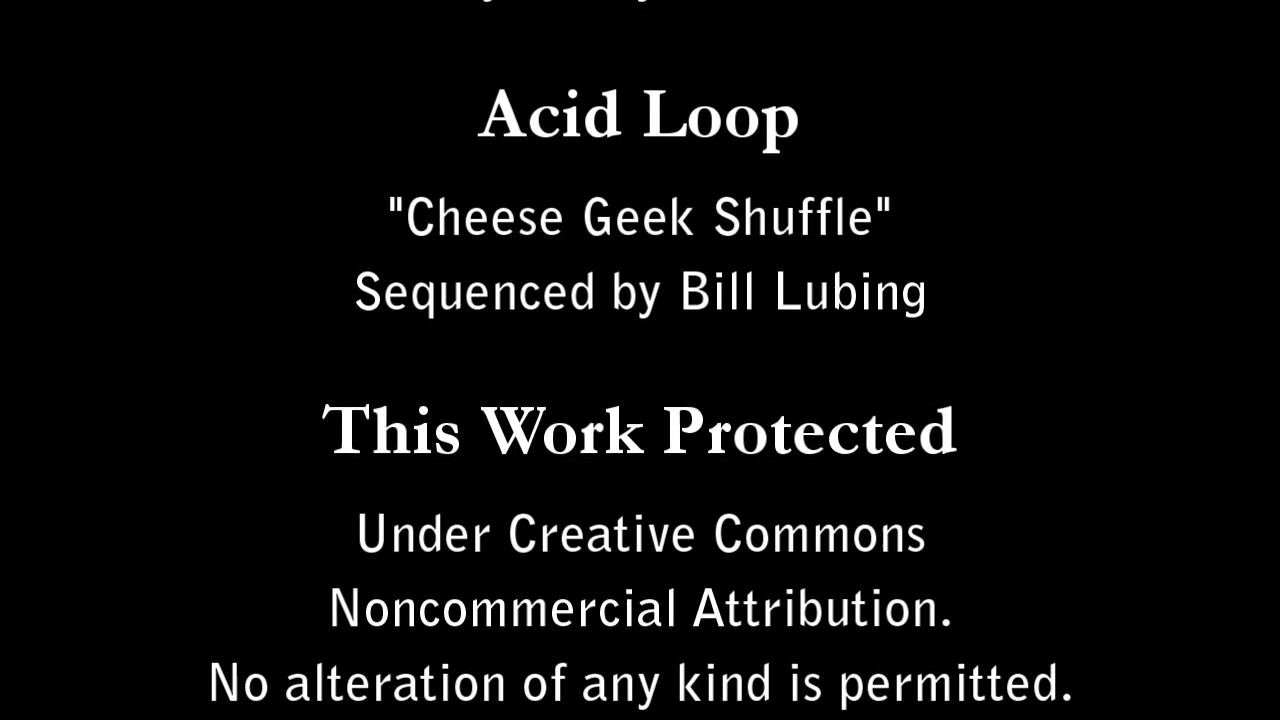 Acid Loop
"Cheese Geek Shuffle"
Sequenced by Bill Lubing
This Work Protected
Under Creative Commons
Noncommercial Attribution.
No alteration of any kind is permitted.